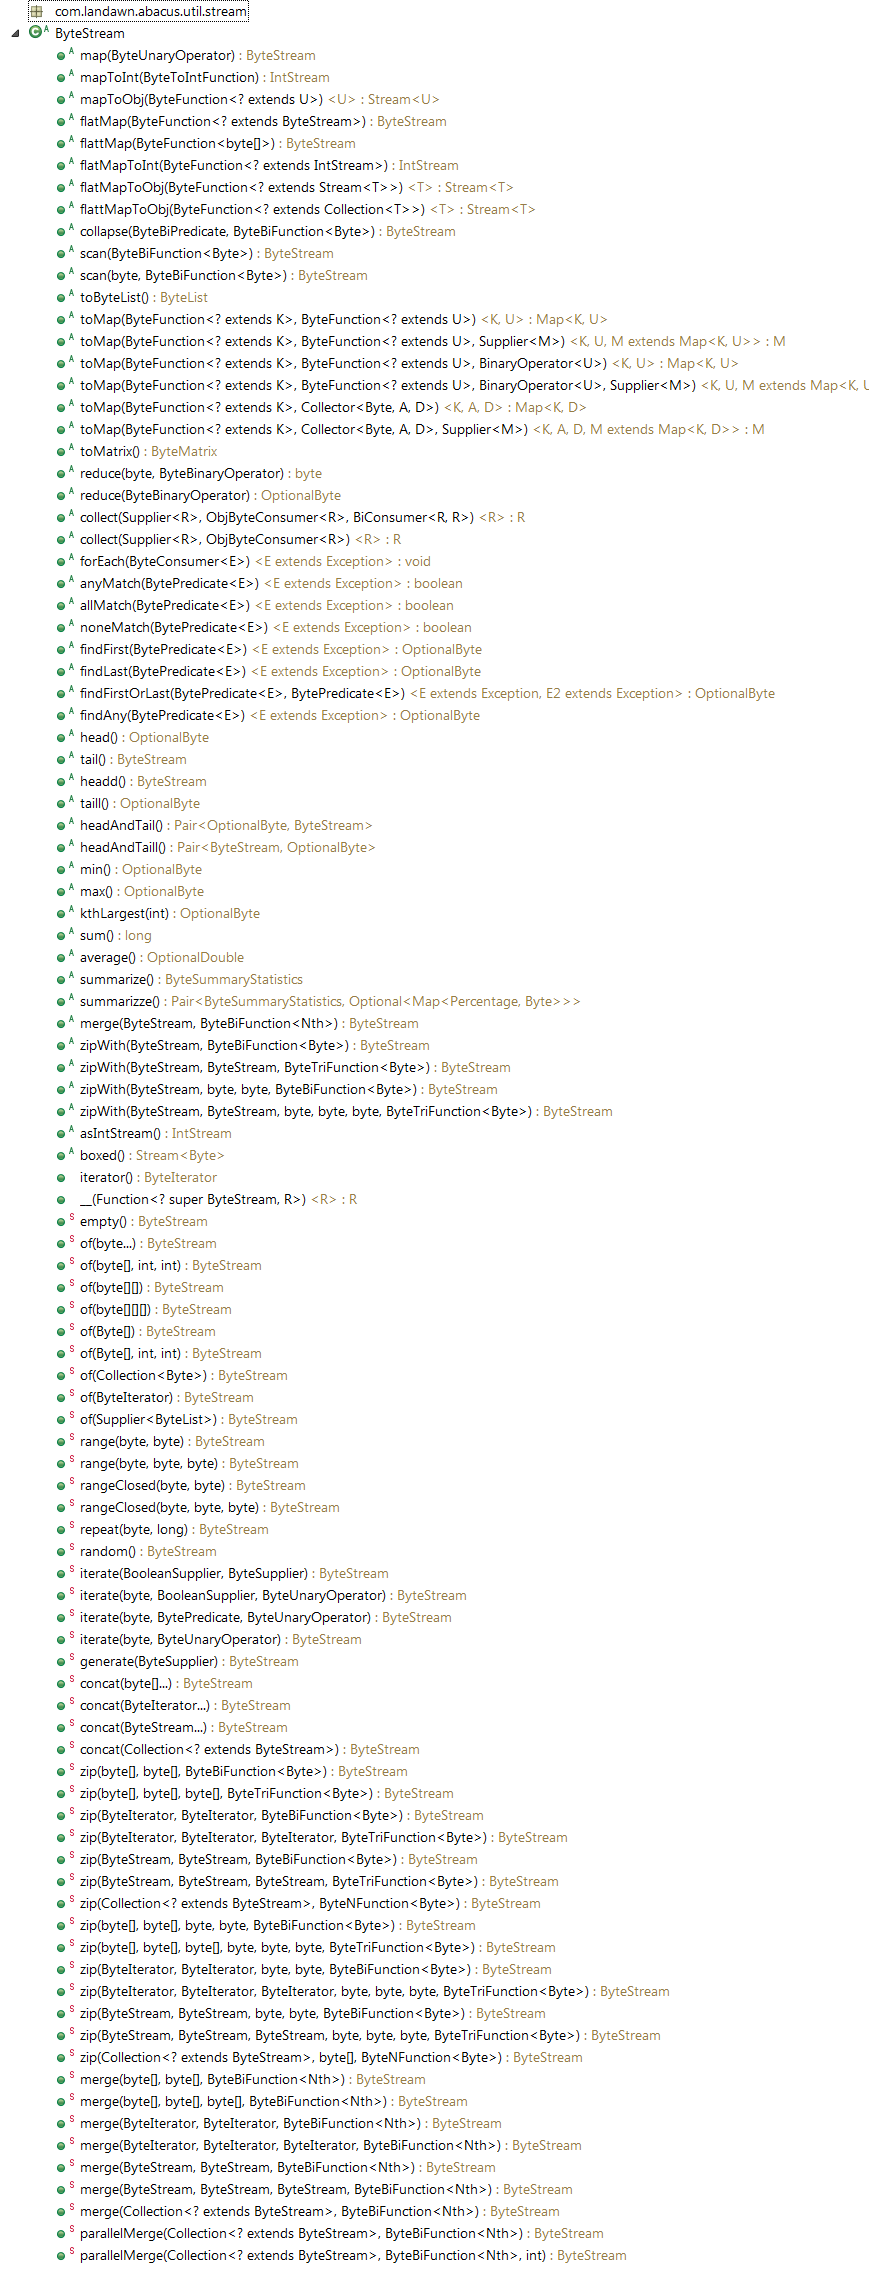 com.landawn.abacus.util.stream
ByteStream
map(ByteUnaryOperator) : ByteStream
mapToInt(ByteToIntFunction) : IntStream
mapToObj(ByteFunction<? extends U>) <U> : Stream<U>
flatMap(ByteFunction<? extends ByteStream>) : ByteStream
flattMap(ByteFunction<byte[]>) : ByteStream
flatMapToInt(ByteFunction<? extends IntStream>) : IntStream
flatMapToObj(ByteFunction<? extends Stream<T>>) <T> : Stream<T>
flattMapToObj(ByteFunction<? extends Collection<T>>) <T> : Stream<T>
collapse(ByteBiPredicate, ByteBiFunction<Byte>) : ByteStream
scan(ByteBiFunction<Byte>) : ByteStream
scan(byte, ByteBiFunction<Byte>) : ByteStream
toByteList() : ByteList
toMap(ByteFunction<? extends K>, ByteFunction<? extends U>) <K, U> : Map<K, U>
toMap(ByteFunction<? extends K>, ByteFunction<? extends U>, Supplier<M>) <K, U, M extends Map<K, U>> : M
toMap(ByteFunction<? extends K>, ByteFunction<? extends U>, BinaryOperator<U>) <K, U> : Map<K, U>
toMap(ByteFunction<? extends K>, ByteFunction<? extends U>, BinaryOperator<U>, Supplier<M>) <K, U, M extends Map<K, U
toMap(ByteFunction<? extends K>, Collector<Byte, A, D>) <K, A, D> : Map<K, D>
toMap(ByteFunction<? extends K>, Collector<Byte, A, D>, Supplier<M>) <K, A, D, M extends Map<K, D>> : M
toMatrix() : ByteMatrix
reduce(byte, ByteBinaryOperator) : byte
reduce(ByteBinaryOperator) : OptionalByte
collect(Supplier<R>, ObjByteConsumer<R>, BiConsumer<R, R>) <R> : R
collect(Supplier<R>, ObjByteConsumer<R>) <R> : R
forEach(ByteConsumer<E>) <E extends Exception> : void
anyMatch(BytePredicate<E>) <E extends Exception> : boolean
allMatch(BytePredicate<E>) <E extends Exception> : boolean
noneMatch(BytePredicate<E>) <E extends Exception> : boolean
findFirst(BytePredicate<E>) <E extends Exception> : OptionalByte
findLast(BytePredicate<E>) <E extends Exception> : OptionalByte
findFirstOrLast(BytePredicate<E>, BytePredicate<E>) <E extends Exception, E2 extends Exception> : OptionalByte
findAny(BytePredicate<E>) <E extends Exception> : OptionalByte
head() : OptionalByte
tail() : ByteStream
headd() : ByteStream
taill() : OptionalByte
headAndTail() : Pair<OptionalByte, ByteStream>
headAndTaill() : Pair<ByteStream, OptionalByte>
min() : OptionalByte
max() : OptionalByte
kthLargest(int) : OptionalByte
sum() : long
average() : OptionalDouble
summarize() : ByteSummaryStatistics
summarizze() : Pair<ByteSummaryStatistics, Optional<Map<Percentage, Byte>>>
merge(ByteStream, ByteBiFunction<Nth>) : ByteStream
zipWith(ByteStream, ByteBiFunction<Byte>) : ByteStream
zipWith(ByteStream, ByteStream, ByteTriFunction<Byte>) : ByteStream
zipWith(ByteStream, byte, byte, ByteBiFunction<Byte>) : ByteStream
zipWith(ByteStream, ByteStream, byte, byte, byte, ByteTriFunction<Byte>) : ByteStream
asIntStream() : IntStream
boxed() : Stream<Byte>
iterator() : ByteIterator
__(Function<? super ByteStream, R>) <R> : R
empty() : ByteStream
of(byte...) : ByteStream
of(byte[], int, int) : ByteStream
of(byte[][]) : ByteStream
of(byte[][][]) : ByteStream
of(Byte[]) : ByteStream
of(Byte[], int, int) : ByteStream
of(Collection<Byte>) : ByteStream
of(ByteIterator) : ByteStream
of(Supplier<ByteList>) : ByteStream
range(byte, byte) : ByteStream
range(byte, byte, byte) : ByteStream
rangeClosed(byte, byte) : ByteStream
rangeClosed(byte, byte, byte) : ByteStream
repeat(byte, long) : ByteStream
random() : ByteStream
iterate(BooleanSupplier, ByteSupplier) : ByteStream
iterate(byte, BooleanSupplier, ByteUnaryOperator) : ByteStream
iterate(byte, BytePredicate, ByteUnaryOperator) : ByteStream
iterate(byte, ByteUnaryOperator) : ByteStream
generate(ByteSupplier) : ByteStream
concat(byte[]...) : ByteStream
concat(ByteIterator...) : ByteStream
concat(ByteStream...) : ByteStream
concat(Collection<? extends ByteStream>) : ByteStream
zip(byte[], byte[], ByteBiFunction<Byte>) : ByteStream
zip(byte[], byte[], byte[], ByteTriFunction<Byte>) : ByteStream
zip(ByteIterator, ByteIterator, ByteBiFunction<Byte>) : ByteStream
zip(ByteIterator, ByteIterator, ByteIterator, ByteTriFunction<Byte>) : ByteStream
zip(ByteStream, ByteStream, ByteBiFunction<Byte>) : ByteStream
zip(ByteStream, ByteStream, ByteStream, ByteTriFunction<Byte>) : ByteStream
zip(Collection<? extends ByteStream>, ByteNFunction<Byte>) : ByteStream
zip(byte[], byte[], byte, byte, ByteBiFunction<Byte>) : ByteStream
zip(byte[], byte[], byte[], byte, byte, byte, ByteTriFunction<Byte>) : ByteStream
zip(ByteIterator, ByteIterator, byte, byte, ByteBiFunction<Byte>) : ByteStream
zip(ByteIterator, ByteIterator, ByteIterator, byte, byte, byte, ByteTriFunction<Byte>) : ByteStream
zip(ByteStream, ByteStream, byte, byte, ByteBiFunction<Byte>) : ByteStream
zip(ByteStream, ByteStream, ByteStream, byte, byte, byte, ByteTriFunction<Byte>) : ByteStream
zip(Collection<? extends ByteStream>, byte[], ByteNFunction<Byte>) : ByteStream
merge(byte[], byte[], ByteBiFunction<Nth>) : ByteStream
merge(byte[], byte[], byte[], ByteBiFunction<Nth>) : ByteStream
merge(ByteIterator, ByteIterator, ByteBiFunction<Nth>) : ByteStream
merge(ByteIterator, ByteIterator, ByteIterator, ByteBiFunction<Nth>) : ByteStream
merge(ByteStream, ByteStream, ByteBiFunction<Nth>) : ByteStream
merge(ByteStream, ByteStream, ByteStream, ByteBiFunction<Nth>) : ByteStream
merge(Collection<? extends ByteStream>, ByteBiFunction<Nth>) : ByteStream
parallelMerge(Collection<? extends ByteStream>, ByteBiFunction<Nth>) : ByteStream
parallelMerge(Collection<? extends ByteStream>, ByteBiFunction<Nth>, int) : ByteStream